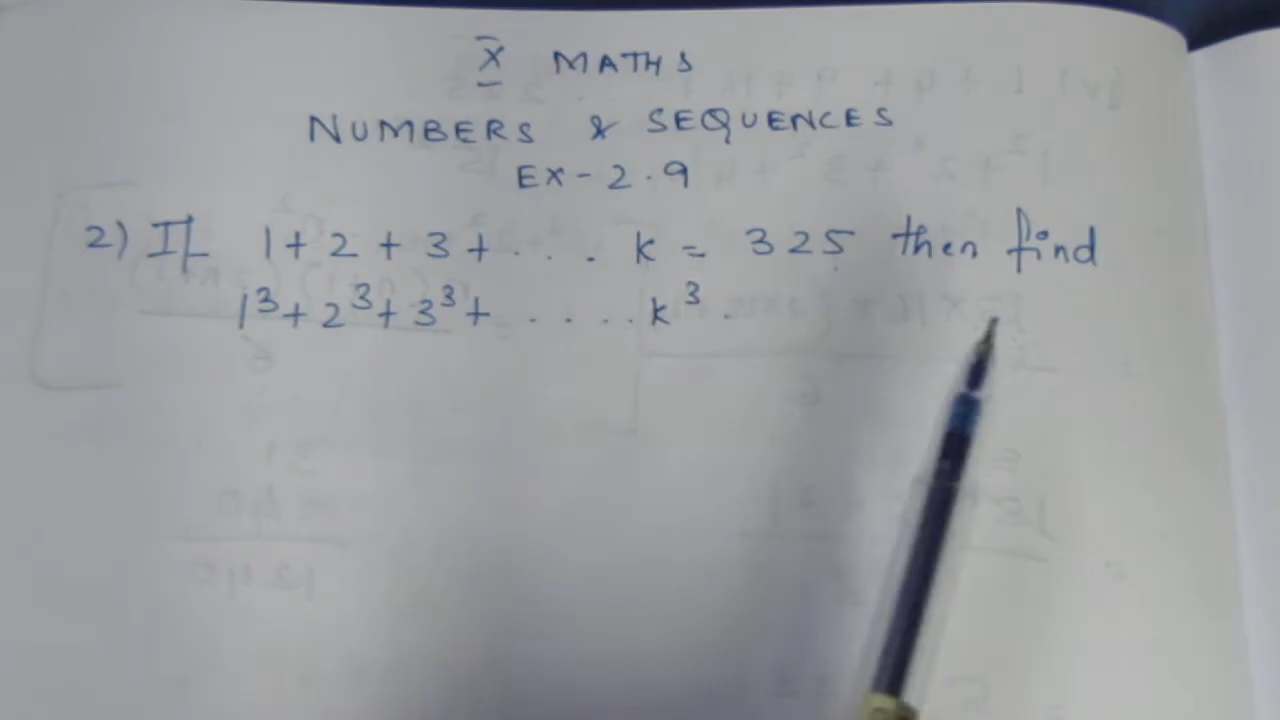 X MATHS
NUMBERS & SEQUENCES
EX - 2.9
2) If 1 + 2 + 3 + . . . . k = 325 then find
1³ + 2³ + 3³ + . . . . . k³ .